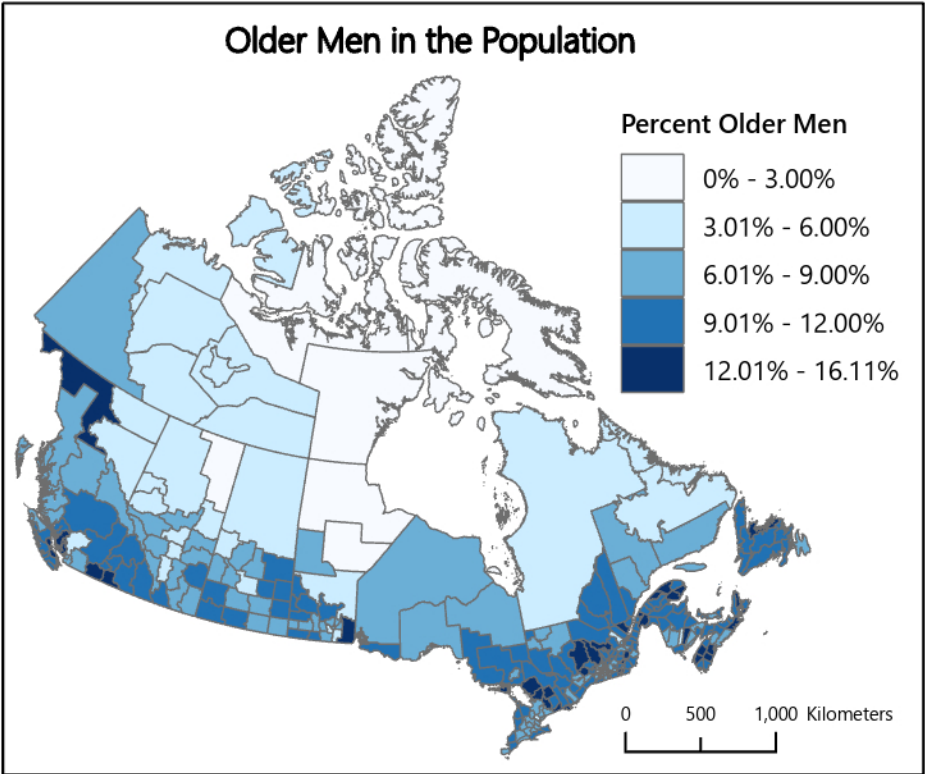 Older Men in the Population
Percent Older Men
0% - 3.00%
3.01% - 6.00%
6.01% - 9.00%
9.01% - 12.00%
12.01% - 16.11%
0 500 1,000 Kilometers